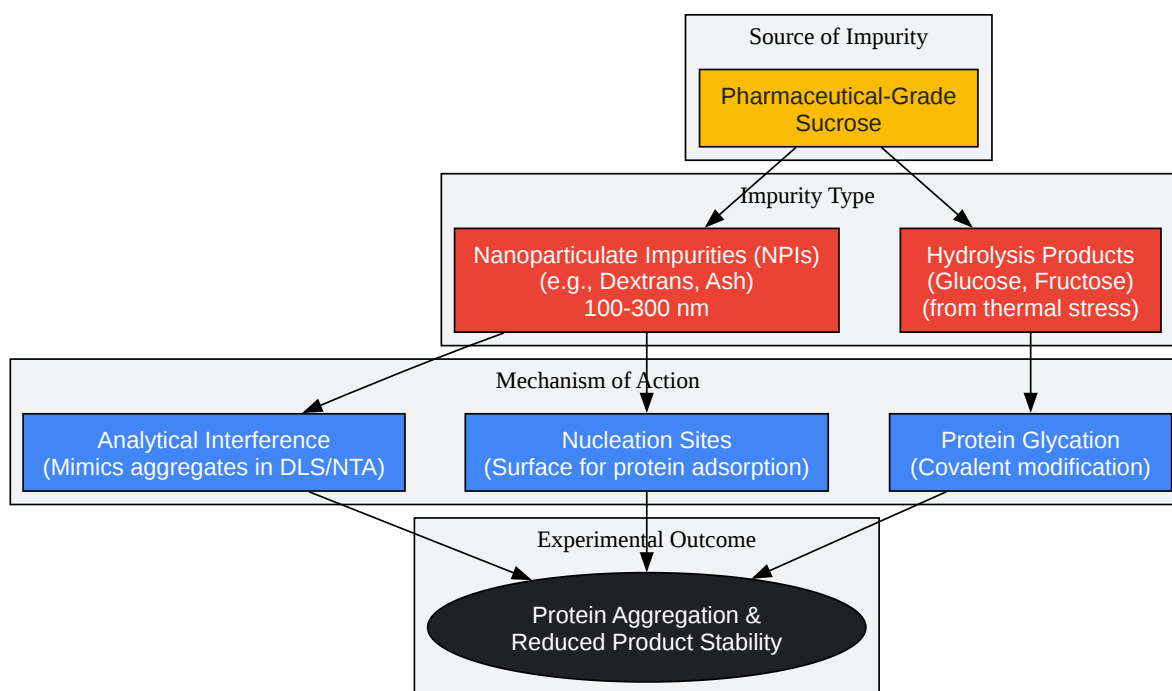 Source of Impurity
Pharmaceutical-Grade
Sucrose
Impurity Type
Nanoparticulate Impurities (NPIs)
(e.g., Dextrans, Ash)
100-300 nm
Hydrolysis Products
(Glucose, Fructose)
(from thermal stress)
Mechanism of Action
Analytical Interference
(Mimics aggregates in DLS/NTA)
Nucleation Sites
(Surface for protein adsorption)
Protein Glycation
(Covalent modification)
Experimental Outcome
Protein Aggregation &
Reduced Product Stability